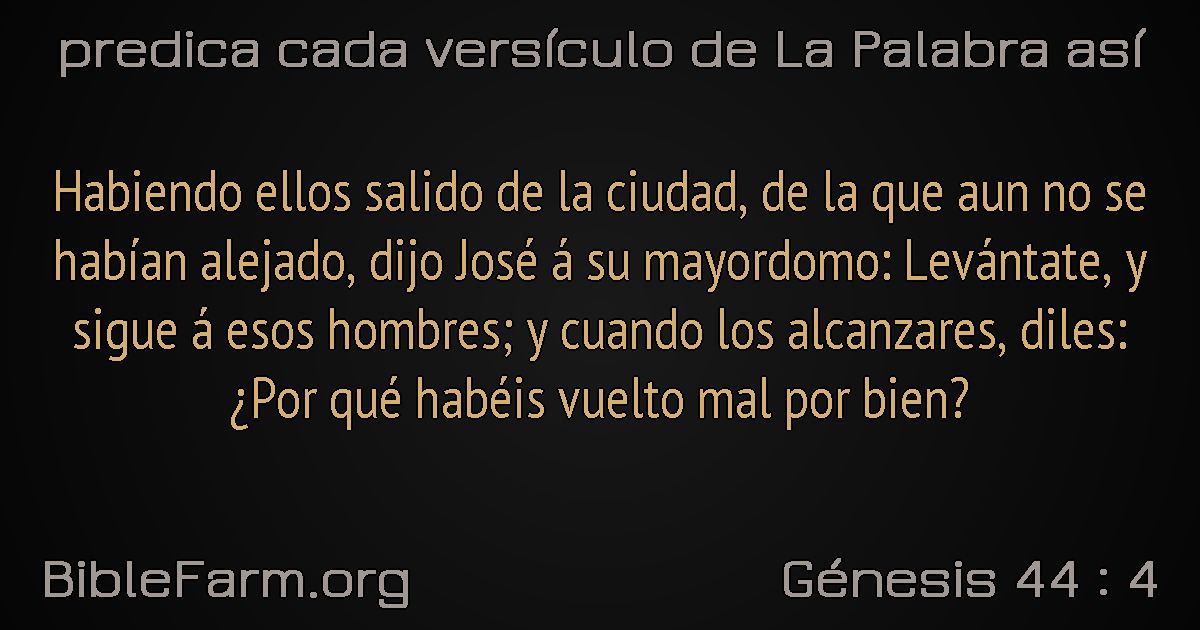 predica cada versículo de La Palabra así
Habiendo ellos salido de la ciudad, de la que aun no se
habían alejado, dijo José á su mayordomo: Levántate, y
sigue á esos hombres; y cuando los alcanzares, diles:
¿Por qué habéis vuelto mal por bien?
BibleFarm.org
Génesis 44 : 4